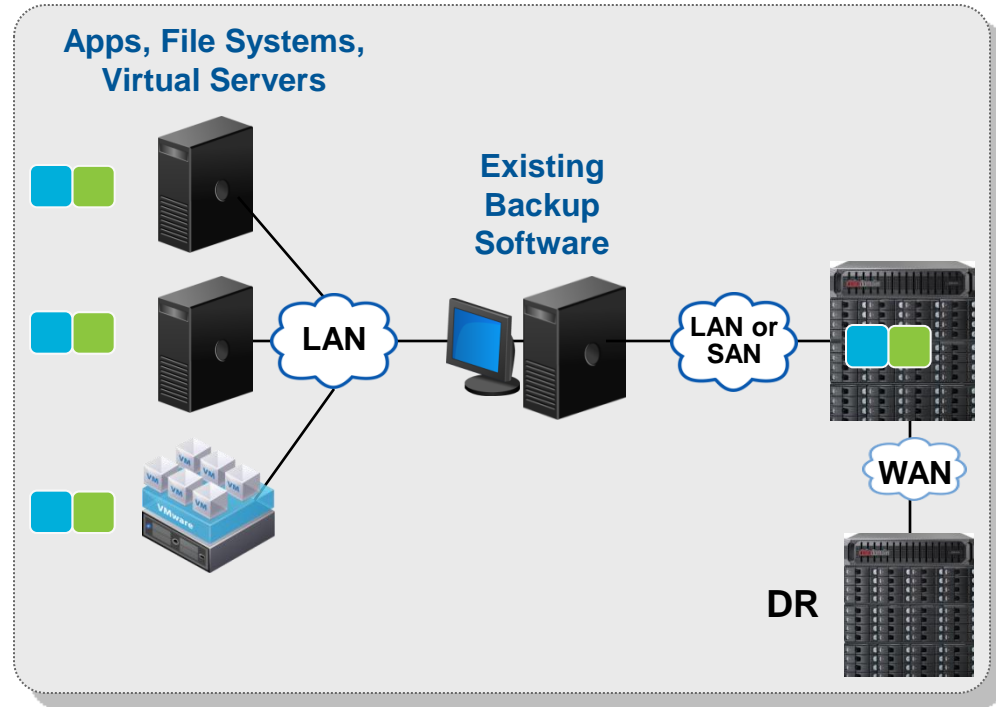 Apps, File Systems,
Virtual Servers
Existing
Backup
Software
LAN
LAN or
SAN
VM VM VM
VM VM VM
VMware
WAN
DR